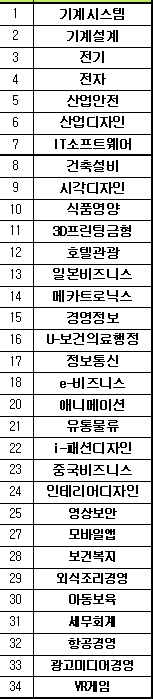 1 기계시스템
2 기계설계
3 전기
4 전자
5 산업안전
6 산업디자인
7 IT소프트웨어
8 건축설비
9 시각디자인
10 식품영양
11 3D프린팅금형
12 호텔관광
13 일본비즈니스
14 메카트로닉스
15 경영정보
16 U-보건의료행정
17 정보통신
18 e-비즈니스
20 애니메이션
21 유통물류
22 i-패션디자인
23 중국비즈니스
24 인테리어디자인
25 영상보안
27 모바일앱
28 보건복지
29 외식조리경영
30 아동보육
31 세무회계
32 항공경영
33 광고미디어경영
34 VR게임